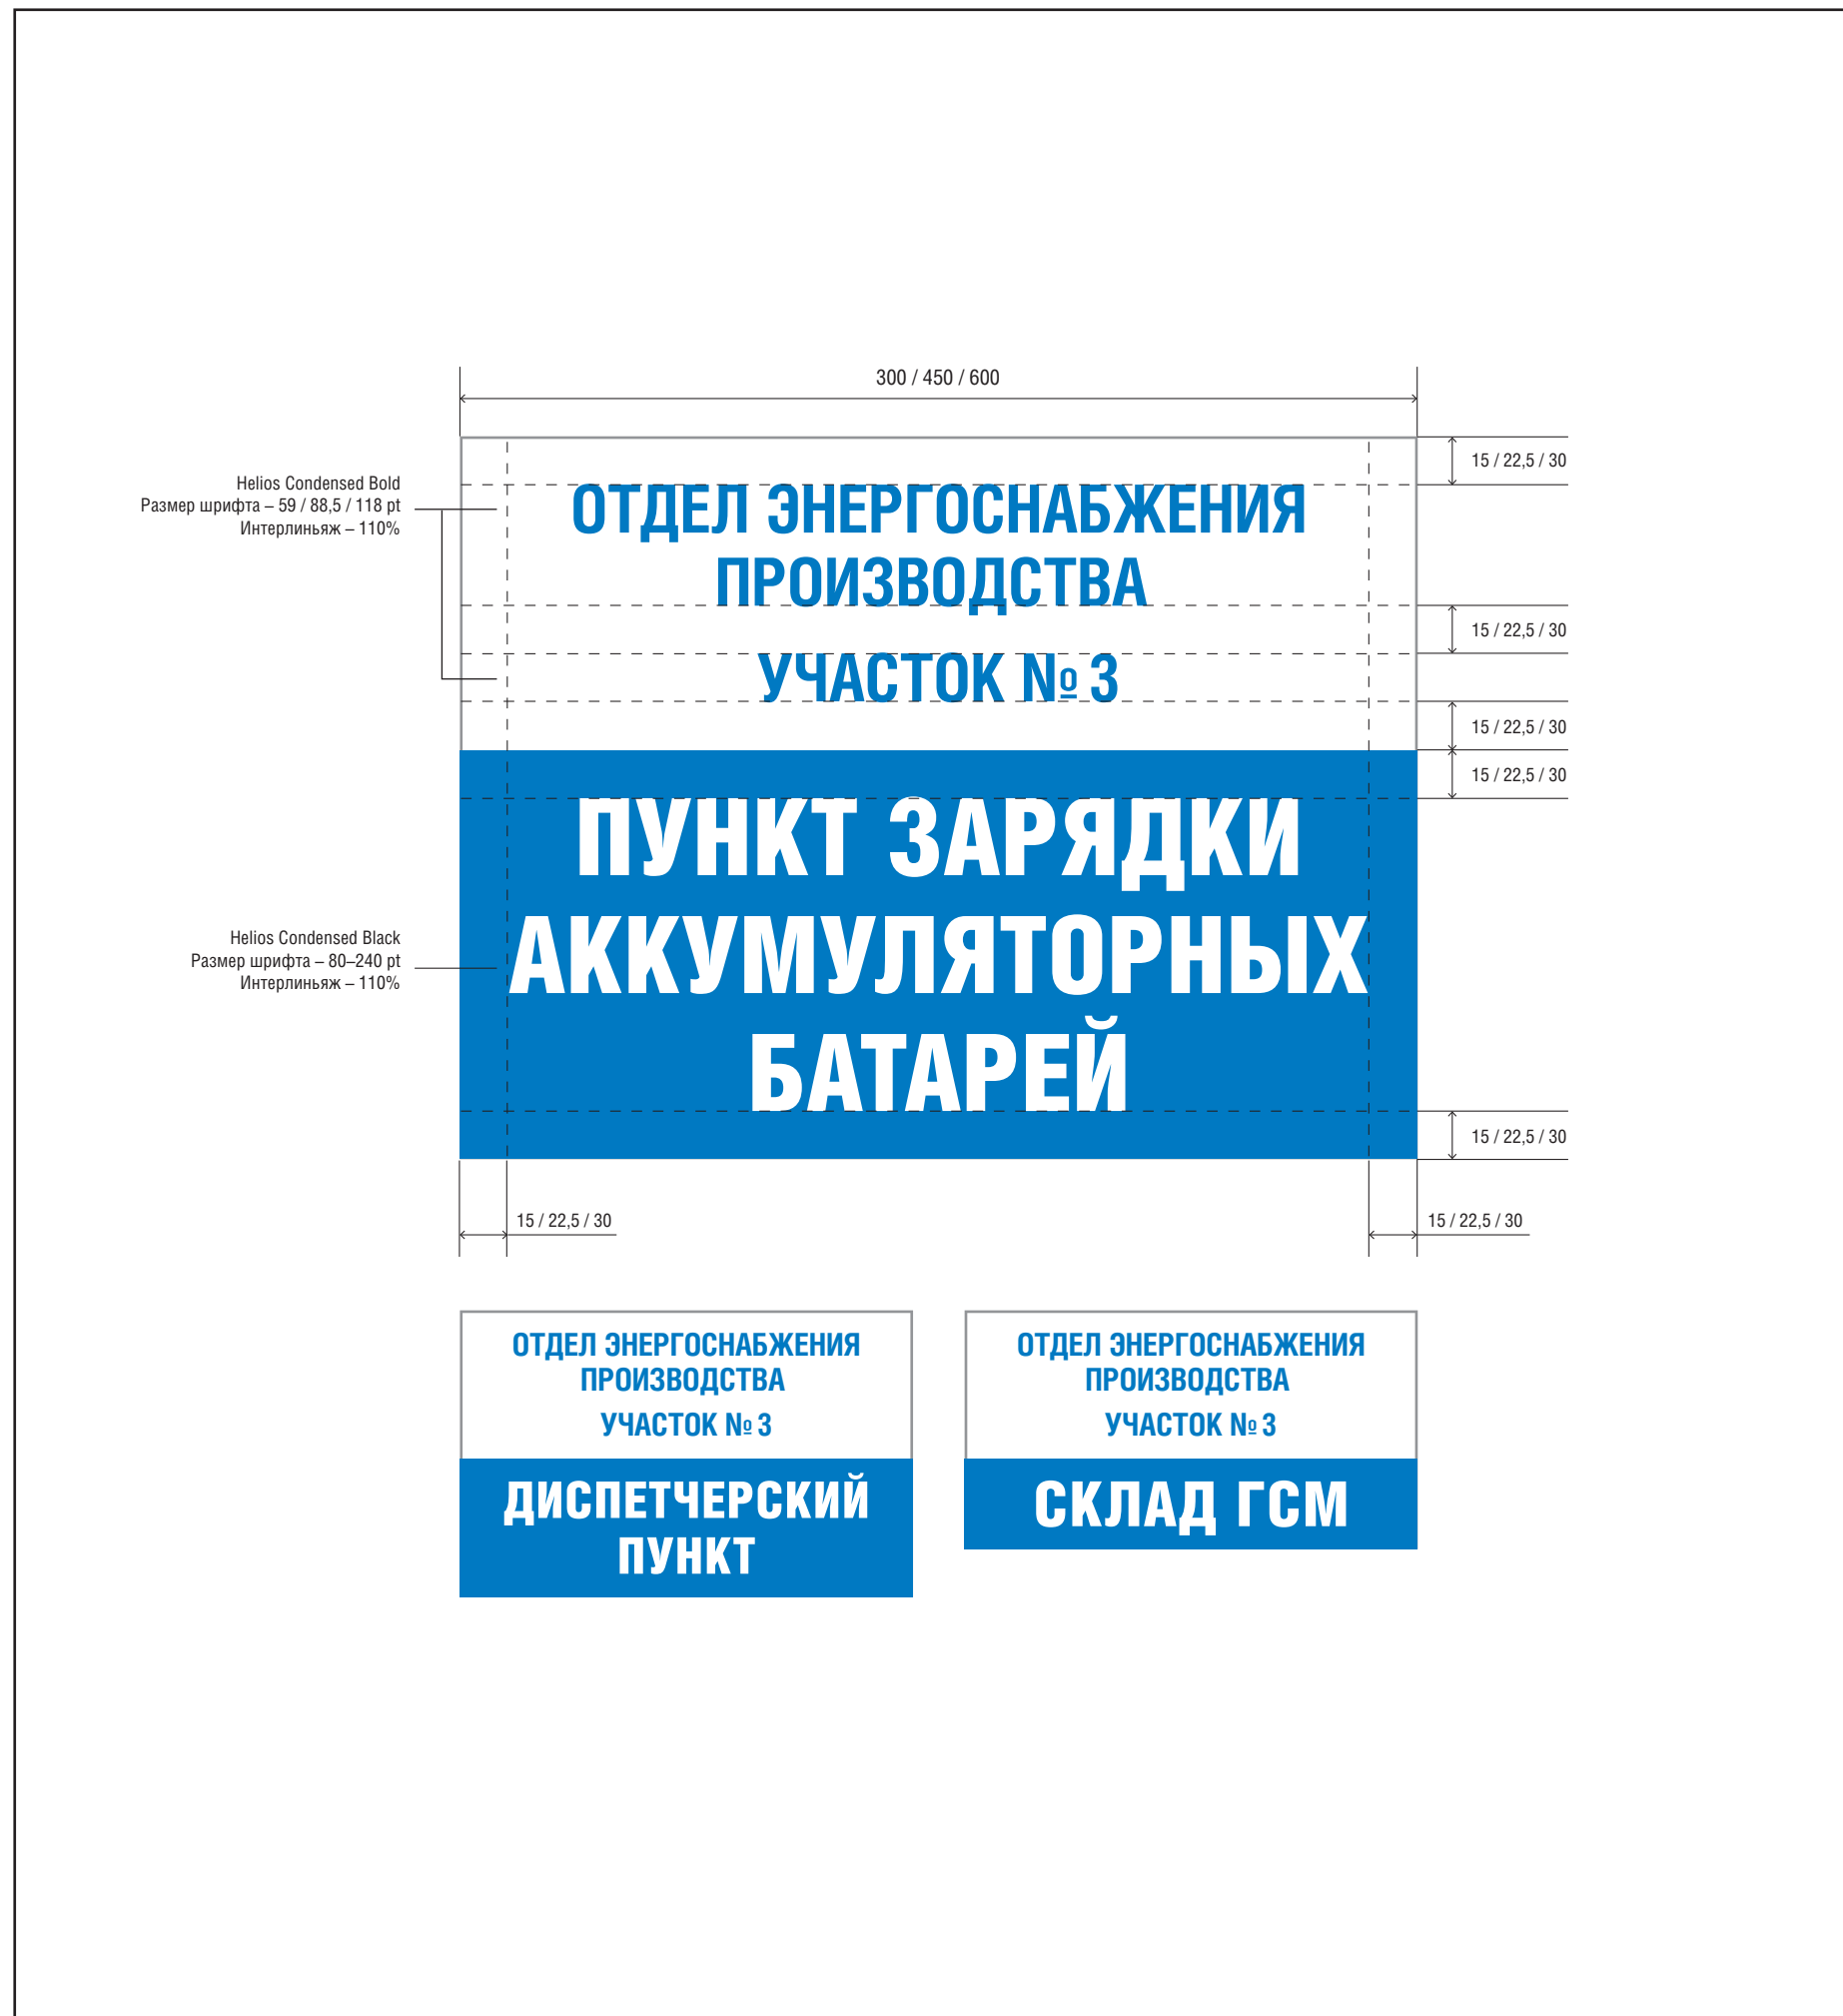 300 / 450 / 600
15 / 22,5 / 30
Helios Condensed Bold
Размер шрифта – 59 / 88,5 / 118 pt
Интерлиньяж – 110%
ОТДЕЛ ЭНЕРГОСНАБЖЕНИЯ
ПРОИЗВОДСТВА
15 / 22,5 / 30
УЧАСТОК № 3
15 / 22,5 / 30
15 / 22,5 / 30
ПУНКТ ЗАРЯДКИ
АККУМУЛЯТОРНЫХ
БАТАРЕЙ
Helios Condensed Black
Размер шрифта – 80–240 pt
Интерлиньяж – 110%
15 / 22,5 / 30
15 / 22,5 / 30
15 / 22,5 / 30
ОТДЕЛ ЭНЕРГОСНАБЖЕНИЯ
ПРОИЗВОДСТВА
УЧАСТОК № 3
ДИСПЕТЧЕРСКИЙ
ПУНКТ
ОТДЕЛ ЭНЕРГОСНАБЖЕНИЯ
ПРОИЗВОДСТВА
УЧАСТОК № 3
СКЛАД ГСМ